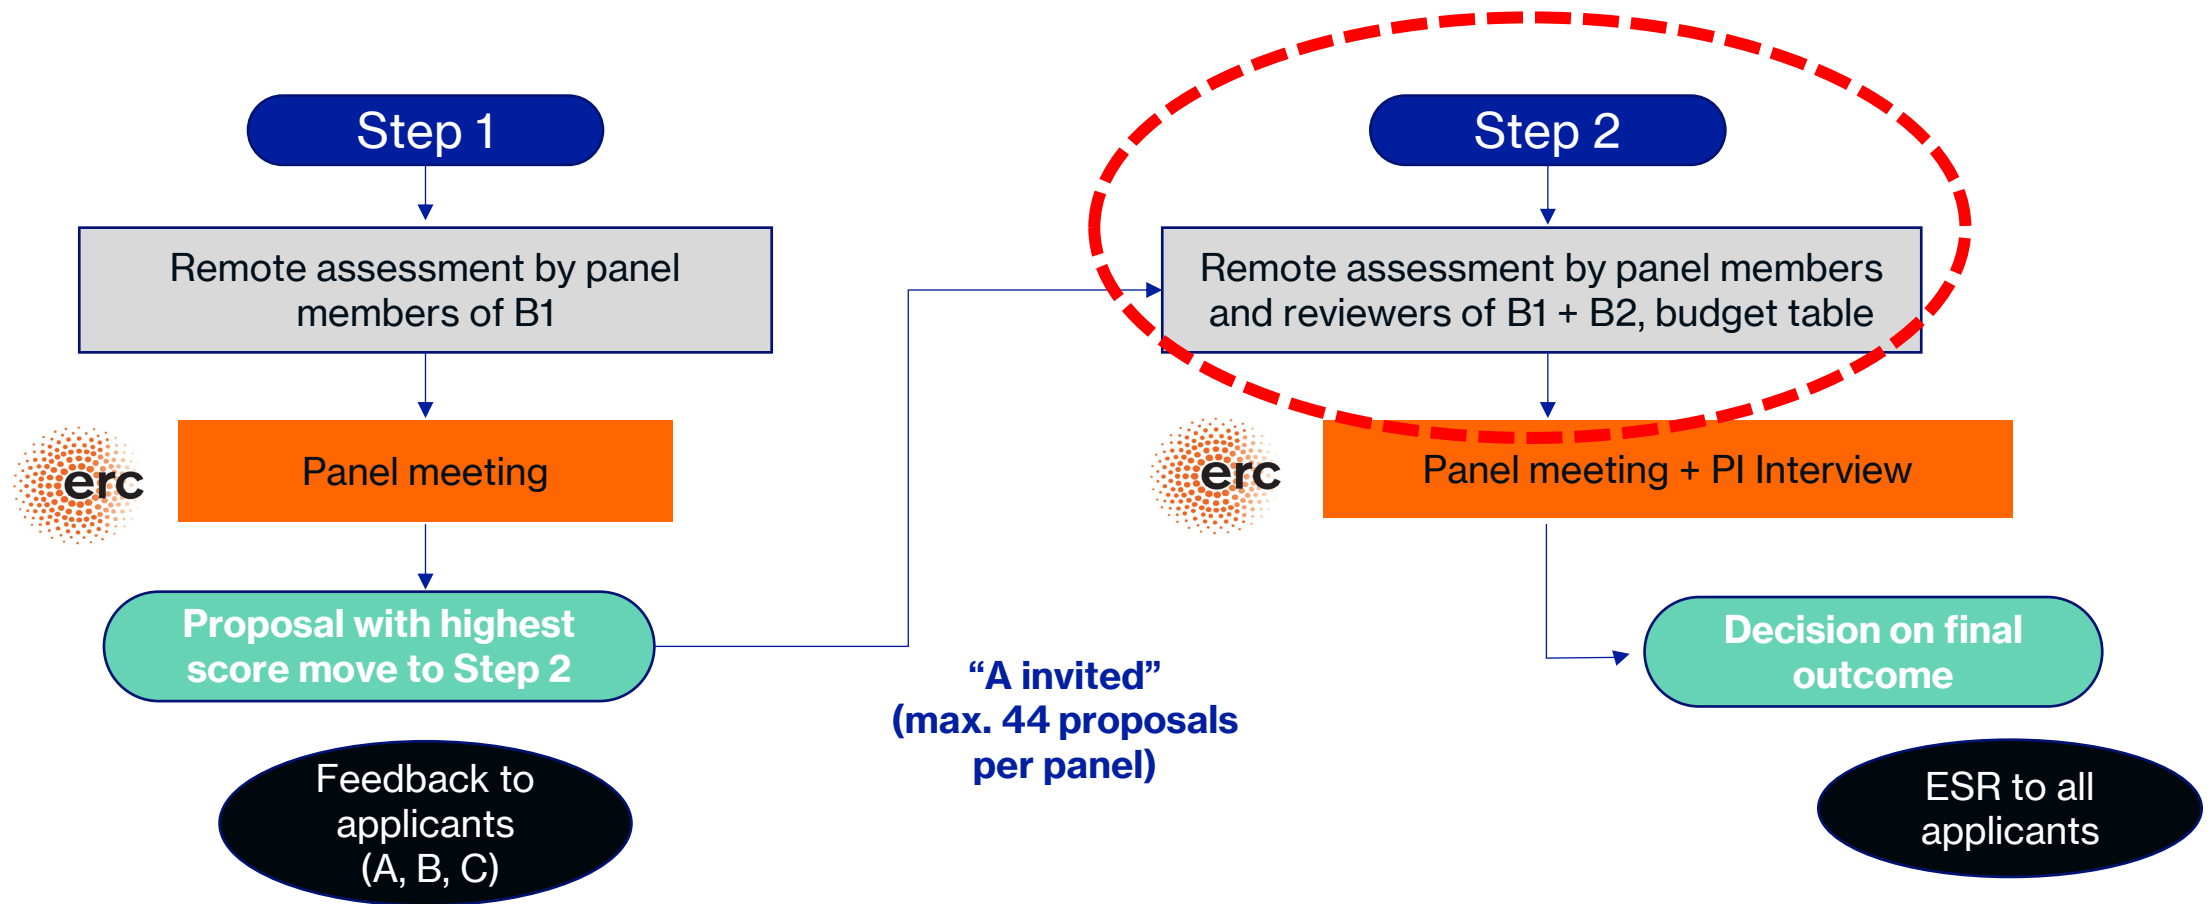 Step 1
Remote assessment by panel
members of B1
erc
Panel meeting
Proposal with highest
score move to Step 2
Feedback to
applicants
(A, B, C)
“A invited”
(max. 44 proposals
per panel)
Step 2
Remote assessment by panel members
and reviewers of B1 + B2, budget table
erc
Panel meeting + PI Interview
Decision on final
outcome
ESR to all
applicants